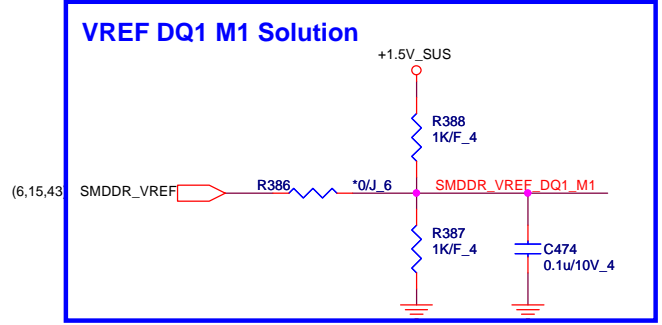 VREF DQ1 M1 Solution
+1.5V_SUS
R388
1K/F_4
(6,15,43)
SMDDR_VREF
R386
*0/J_6
SMDDR_VREF_DQ1_M1
R387
1K/F_4
C474
0.1u/10V_4